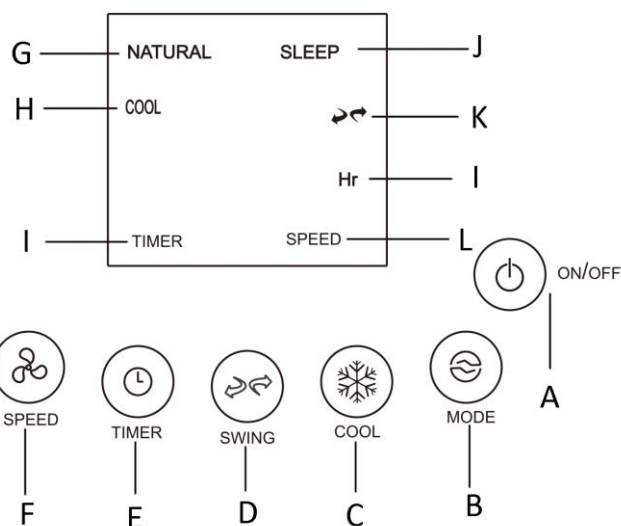 G NATURAL SLEEP J
H COOL K
Hr I
I TIMER SPEED L
ON/OFF
A
SPEED TIMER SWING COOL MODE
F E D C B